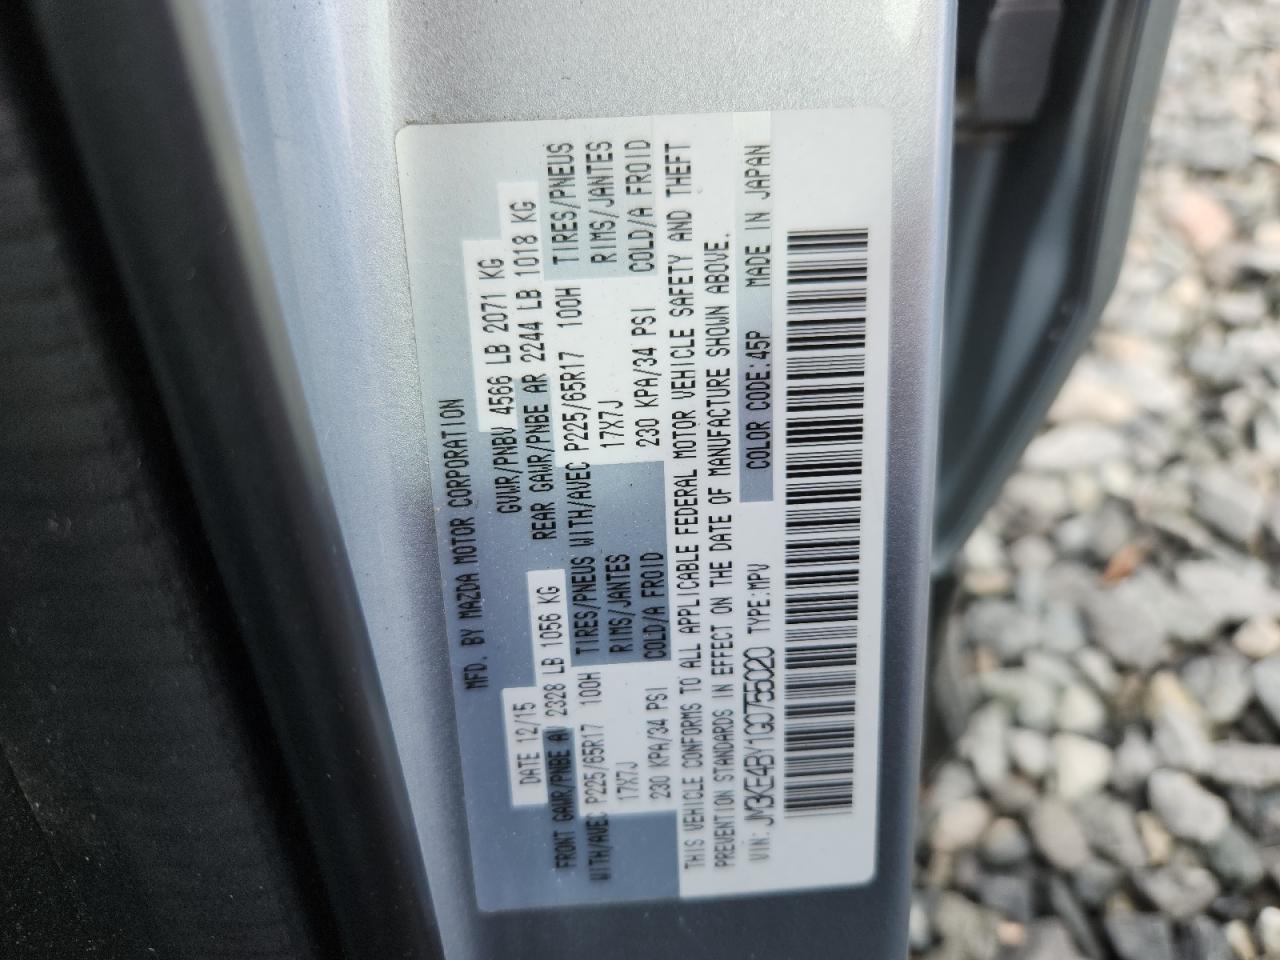 MFD. BY MAZDA MOTOR CORPORATION
DATE 12/15 GVWR/PNBV 4566 LB 2071 KG
FRONT GAWR/PNBE A 2328 LB 1056 KG REAR GAWR/PNBE AR 2244 LB 1018 KG
WITH/AVEC P225/65R17 100H TIRES/PNEUS WITH/AVEC P225/65R17 100H TIRES/PNEUS
17X7J RIMS/JANTES 17X7J RIMS/JANTES
230 KPA/34 PSI COLD/A FROID 230 KPA/34 PSI COLD/A FROID
THIS VEHICLE CONFORMS TO ALL APPLICABLE FEDERAL MOTOR VEHICLE SAFETY AND THEFT
PREVENTION STANDARDS IN EFFECT ON THE DATE OF MANUFACTURE SHOWN ABOVE.
VIN: JM3KE4BY1G0755020 TYPE:MPV COLOR CODE:45P MADE IN JAPAN